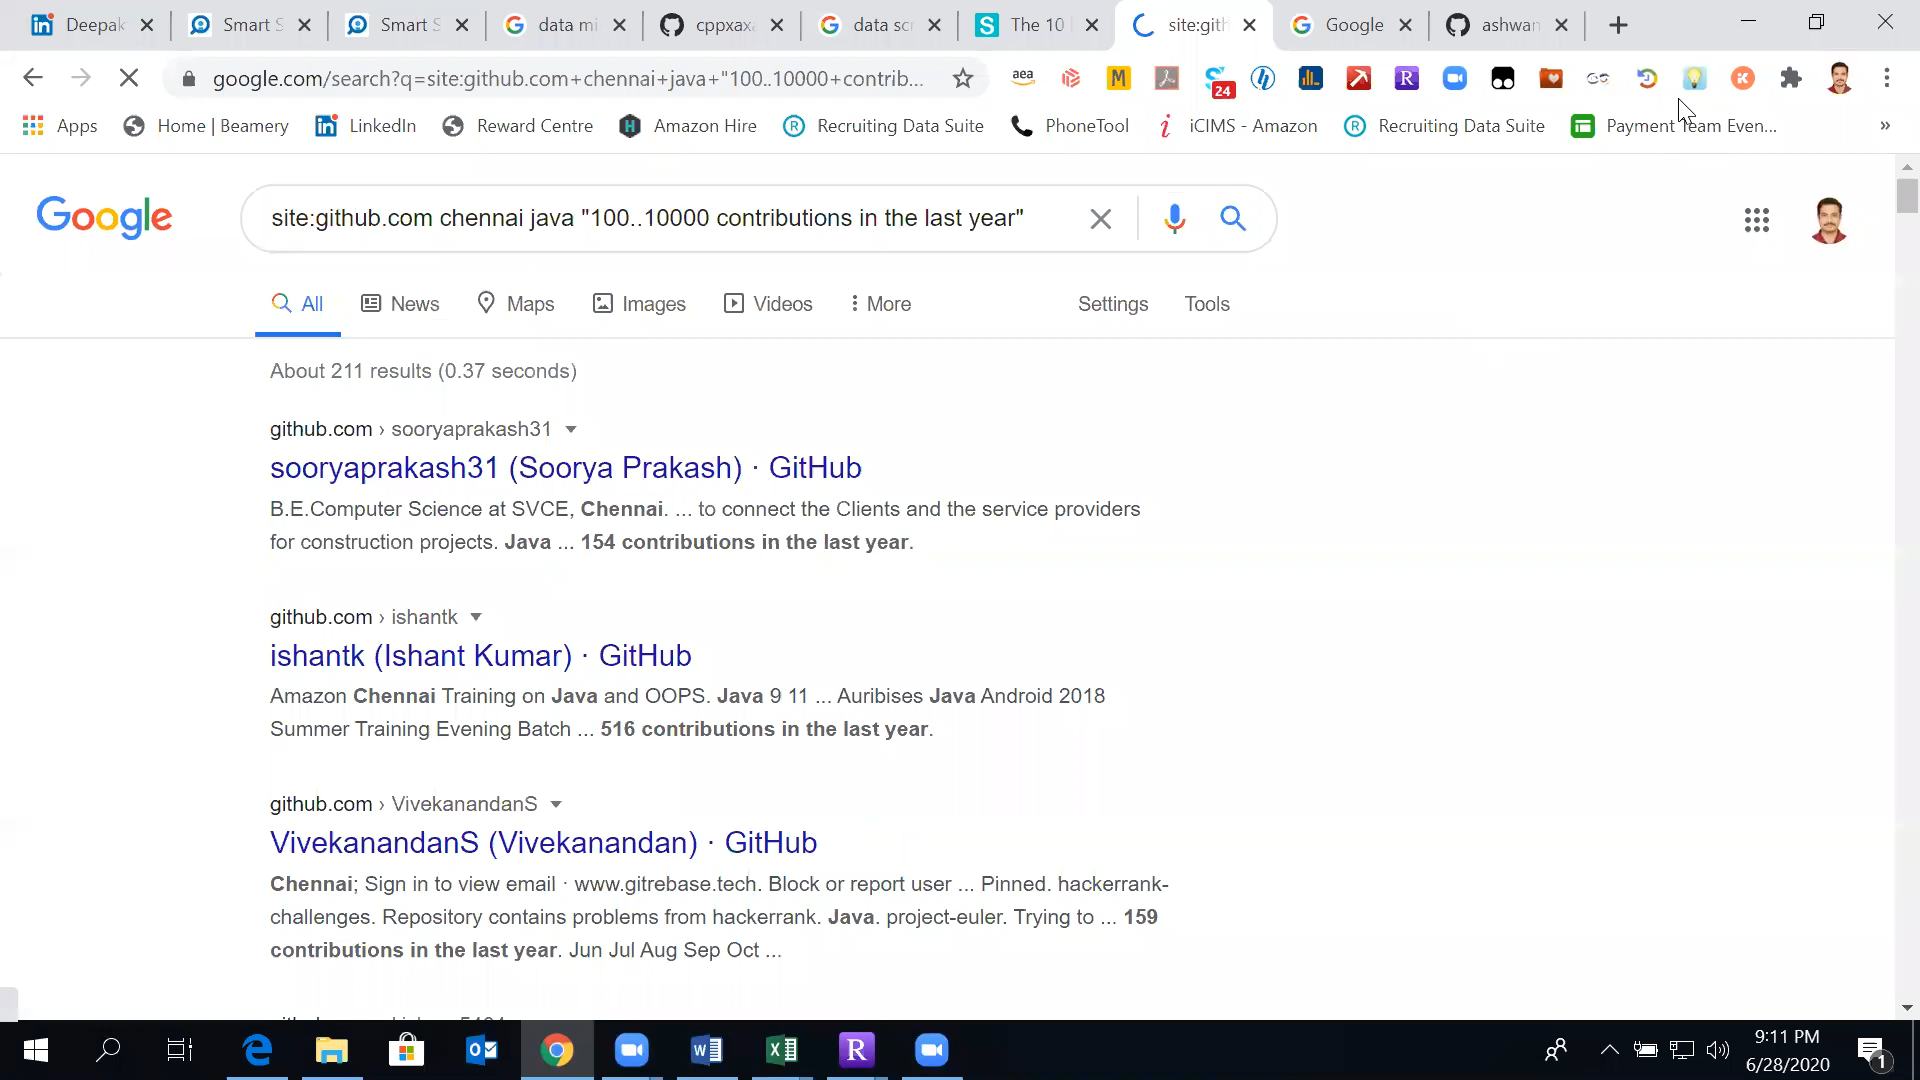 Deepak
Smart S
Smart S
data mi
cppxax
data scr
The 10
site:gith
Google
ashwan
google.com/search?q=site:github.com+chennai+java+"100..10000+contrib...
aea
24
Apps
Home | Beamery
LinkedIn
Reward Centre
Amazon Hire
Recruiting Data Suite
PhoneTool
iCIMS - Amazon
Recruiting Data Suite
Payment Team Even...
»
Google
site:github.com chennai java "100..10000 contributions in the last year"
All
News
Maps
Images
Videos
More
Settings
Tools
About 211 results (0.37 seconds)
github.com › sooryaprakash31
sooryaprakash31 (Soorya Prakash) · GitHub
B.E.Computer Science at SVCE, Chennai. ... to connect the Clients and the service providers
for construction projects. Java ... 154 contributions in the last year.
github.com › ishantk
ishantk (Ishant Kumar) · GitHub
Amazon Chennai Training on Java and OOPS. Java 9 11 ... Auribises Java Android 2018
Summer Training Evening Batch ... 516 contributions in the last year.
github.com › VivekanandanS
VivekanandanS (Vivekanandan) · GitHub
Chennai; Sign in to view email · www.gitrebase.tech. Block or report user ... Pinned. hackerrank-
challenges. Repository contains problems from hackerrank. Java. project-euler. Trying to ... 159
contributions in the last year. Jun Jul Aug Sep Oct ...
9:11 PM
6/28/2020
1